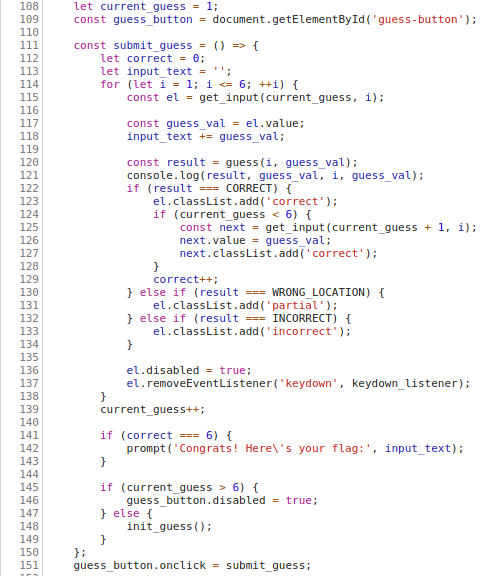 108 let current_guess = 1;
109 const guess_button = document.getElementById('guess-button');
110
111 const submit_guess = () => {
112 let correct = 0;
113 let input_text = '';
114 for (let i = 1; i <= 6; ++i) {
115 const el = get_input(current_guess, i);
116
117 const guess_val = el.value;
118 input_text += guess_val;
119
120 const result = guess(i, guess_val);
121 console.log(result, guess_val, i, guess_val);
122 if (result === CORRECT) {
123 el.classList.add('correct');
124 if (current_guess < 6) {
125 const next = get_input(current_guess + 1, i);
126 next.value = guess_val;
127 next.classList.add('correct');
128 }
129 correct++;
130 } else if (result === WRONG_LOCATION) {
131 el.classList.add('partial');
132 } else if (result === INCORRECT) {
133 el.classList.add('incorrect');
134 }
135
136 el.disabled = true;
137 el.removeEventListener('keydown', keydown_listener);
138 }
139 current_guess++;
140
141 if (correct === 6) {
142 prompt('Congrats! Here\'s your flag:', input_text);
143 }
144
145 if (current_guess > 6) {
146 guess_button.disabled = true;
147 } else {
148 init_guess();
149 }
150 };
151 guess_button.onclick = submit_guess;